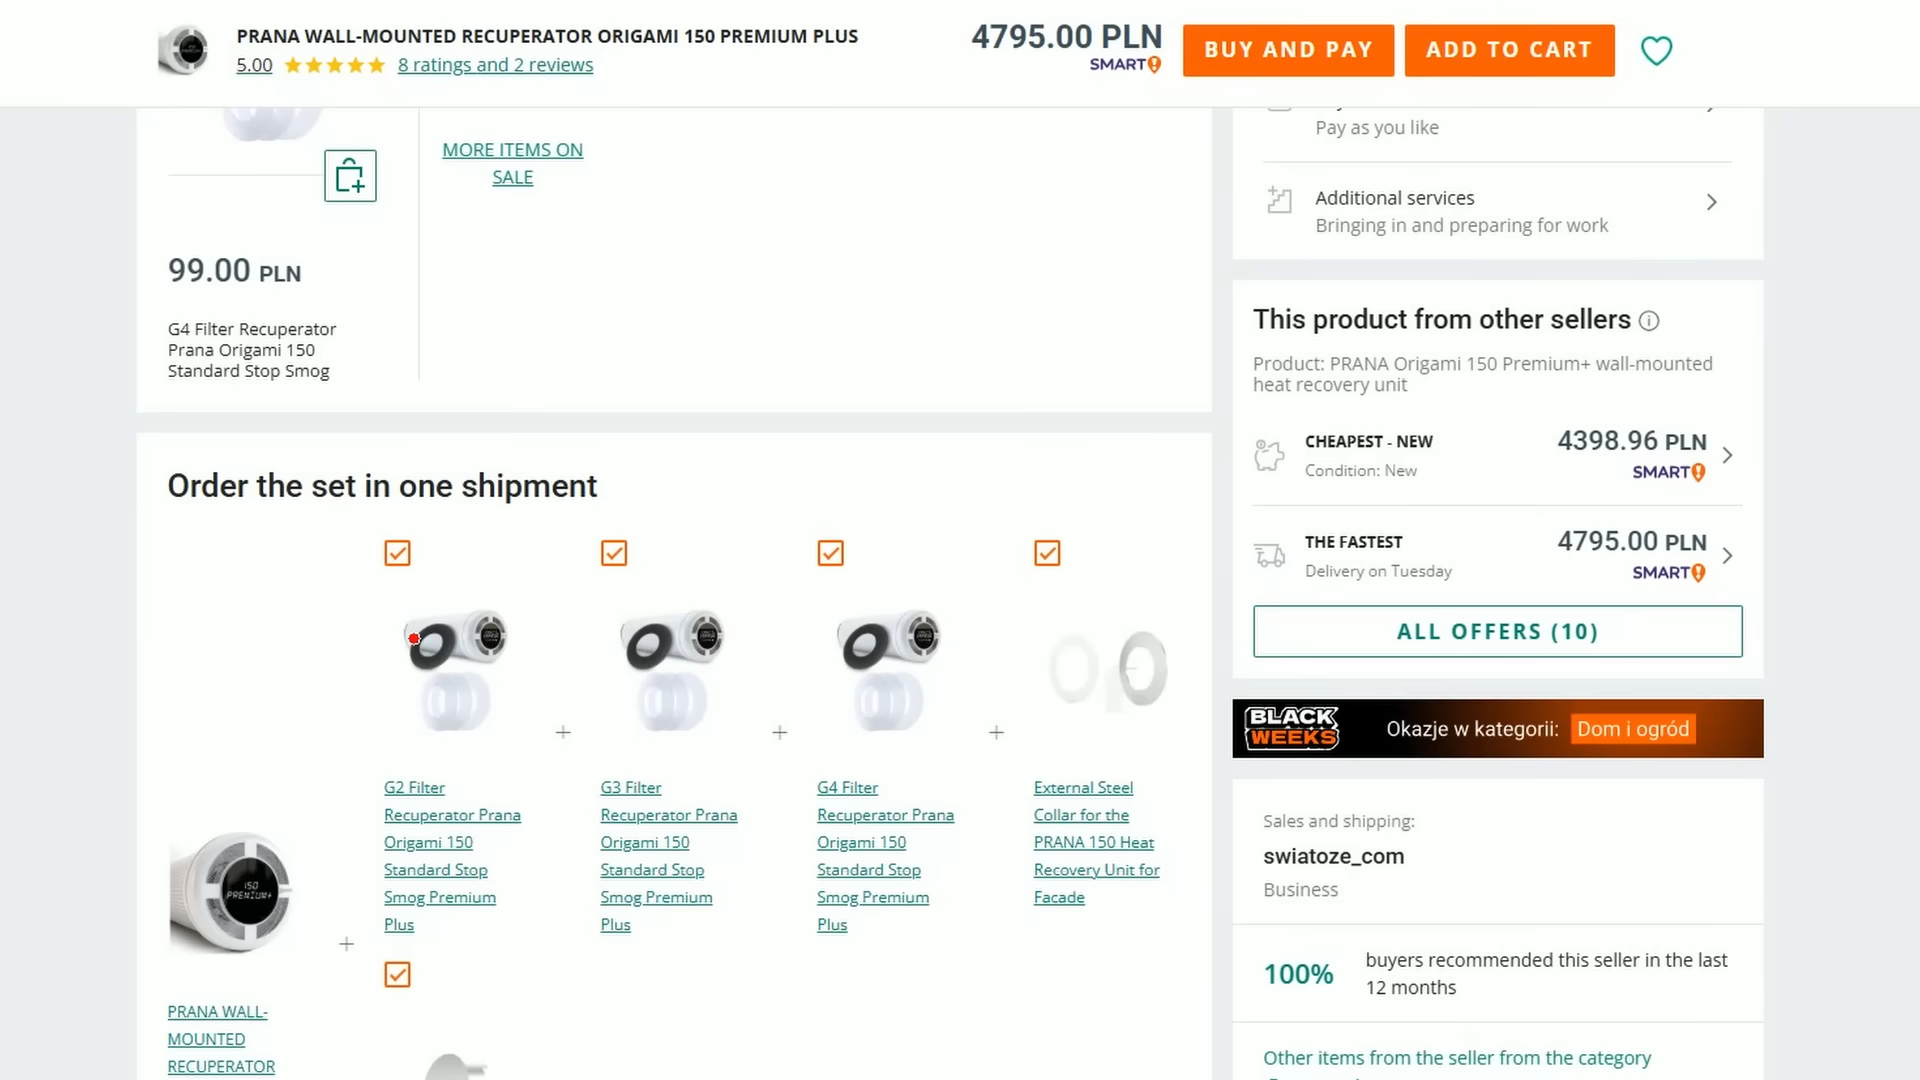 PRANA WALL-MOUNTED RECUPERATOR ORIGAMI 150 PREMIUM PLUS
5.00
8 ratings and 2 reviews
4795.00 PLN
SMART!
BUY AND PAY
ADD TO CART
MORE ITEMS ON
SALE
99.00 PLN
G4 Filter Recuperator
Prana Origami 150
Standard Stop Smog
Pay as you like
Additional services
Bringing in and preparing for work
This product from other sellers
Product: PRANA Origami 150 Premium+ wall-mounted
heat recovery unit
CHEAPEST - NEW
Condition: New
4398.96 PLN
SMART!
THE FASTEST
Delivery on Tuesday
4795.00 PLN
SMART!
ALL OFFERS (10)
BLACK
WEEKS
Okazje w kategorii: Dom i ogród
Sales and shipping:
swiatoze_com
Business
100%
buyers recommended this seller in the last
12 months
Other items from the seller from the category
Order the set in one shipment
150
PREMIUM+
PRANA WALL-
MOUNTED
RECUPERATOR
+
G2 Filter
Recuperator Prana
Origami 150
Standard Stop
Smog Premium
Plus
+
G3 Filter
Recuperator Prana
Origami 150
Standard Stop
Smog Premium
Plus
+
G4 Filter
Recuperator Prana
Origami 150
Standard Stop
Smog Premium
Plus
+
External Steel
Collar for the
PRANA 150 Heat
Recovery Unit for
Facade